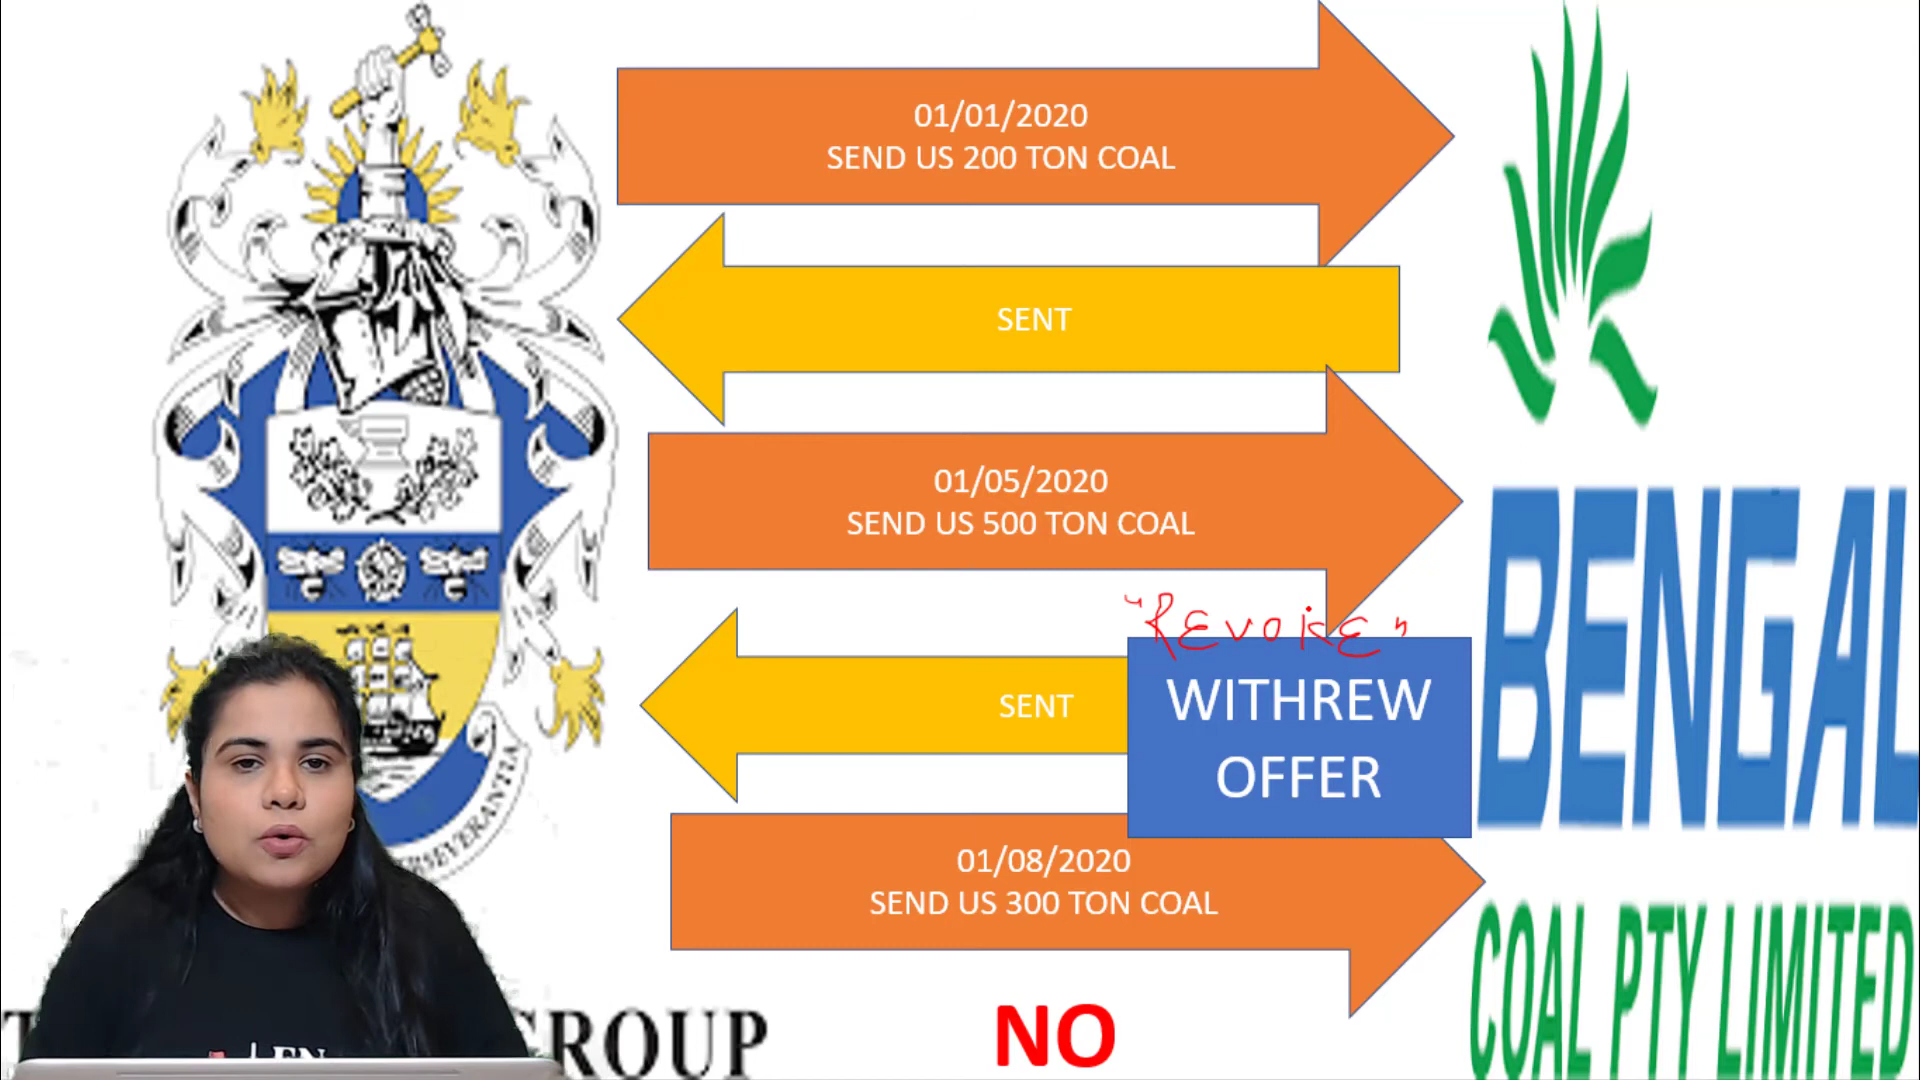 01/01/2020
SEND US 200 TON COAL
SENT
01/05/2020
SEND US 500 TON COAL
"REVOKE"
SENT
WITHREW
OFFER
BENGAL
01/08/2020
SEND US 300 TON COAL
COAL PTY LIMITED
NO